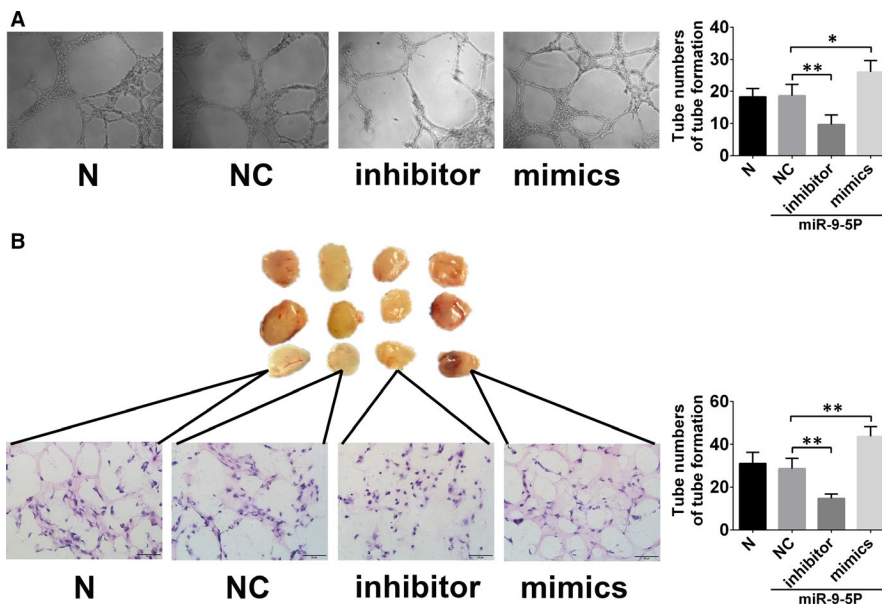 A
N
NC
inhibitor
mimics
Tube numbers
of tube formation
40
30
20
10
0
*
**
N
NC
inhibitor
mimics
miR-9-5P
B
N
NC
inhibitor
mimics
Tube numbers
of tube formation
60
40
20
0
**
**
N
NC
inhibitor
mimics
miR-9-5P